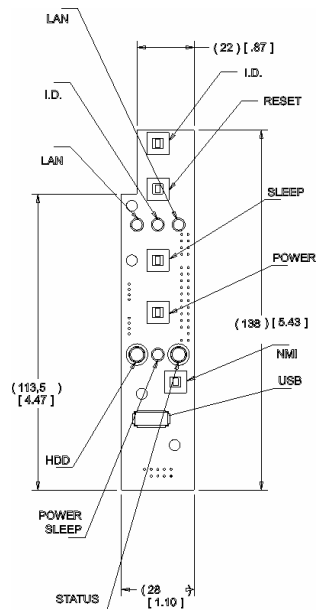 LAN
(22) [.87]
I.D.
I.D.
RESET
LAN
SLEEP
POWER
(138) [5.43]
NMI
(113,5)
[4.47]
USB
HDD
POWER
SLEEP
STATUS
(28)
[1.10]